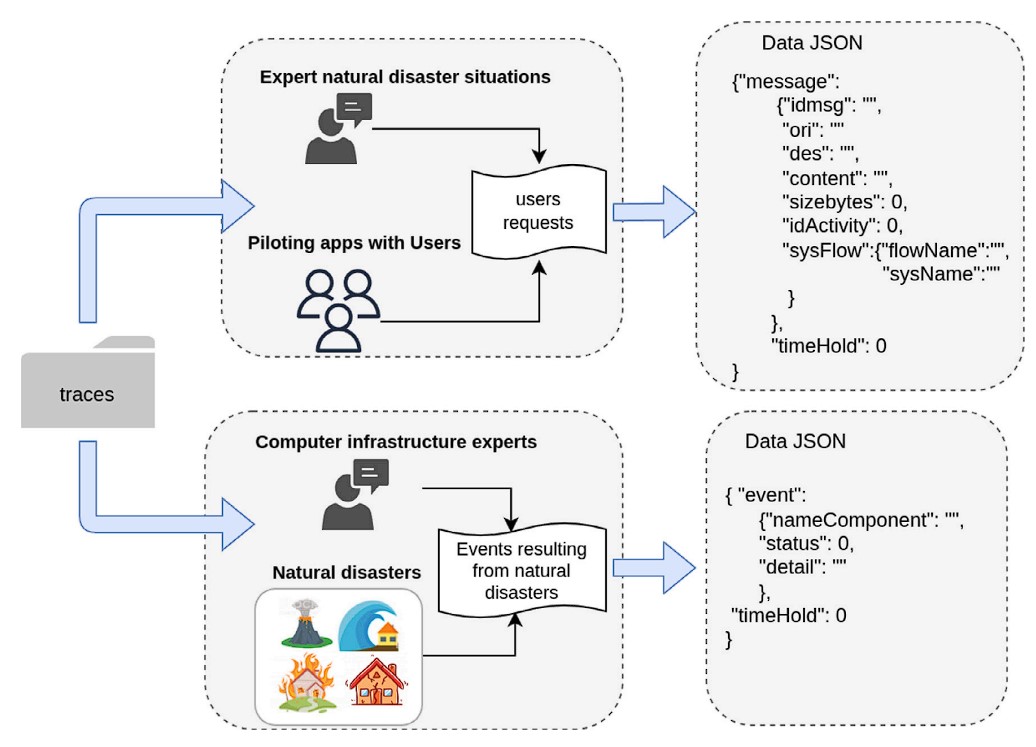 traces
Expert natural disaster situations
Piloting apps with Users
users
requests
Data JSON
{"message":
{"idmsg": "",
"ori": ""
"des": "",
"content": "",
"sizebytes": 0,
"idActivity": 0,
"sysFlow":{"flowName":"",
"sysName":""
}
},
"timeHold": 0
}
Computer infrastructure experts
Natural disasters
Events resulting
from natural
disasters
Data JSON
{ "event":
{"nameComponent": "",
"status": 0,
"detail": ""
},
"timeHold": 0
}